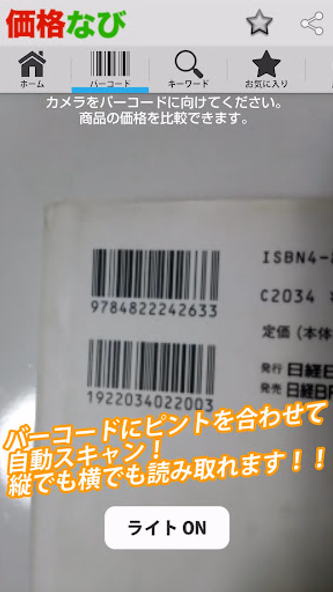 価格なび
ホーム
バーコード
キーワード
お気に入り
カメラをバーコードに向けてください。
商品の価格を比較できます。
ISBN4-
9784822242633
C2034
定価（本体
1922034022003
発行 日経
発売 日経
バーコードにピントを合わせて
自動スキャン！
縦でも横でも読み取れます！！
ライト ON